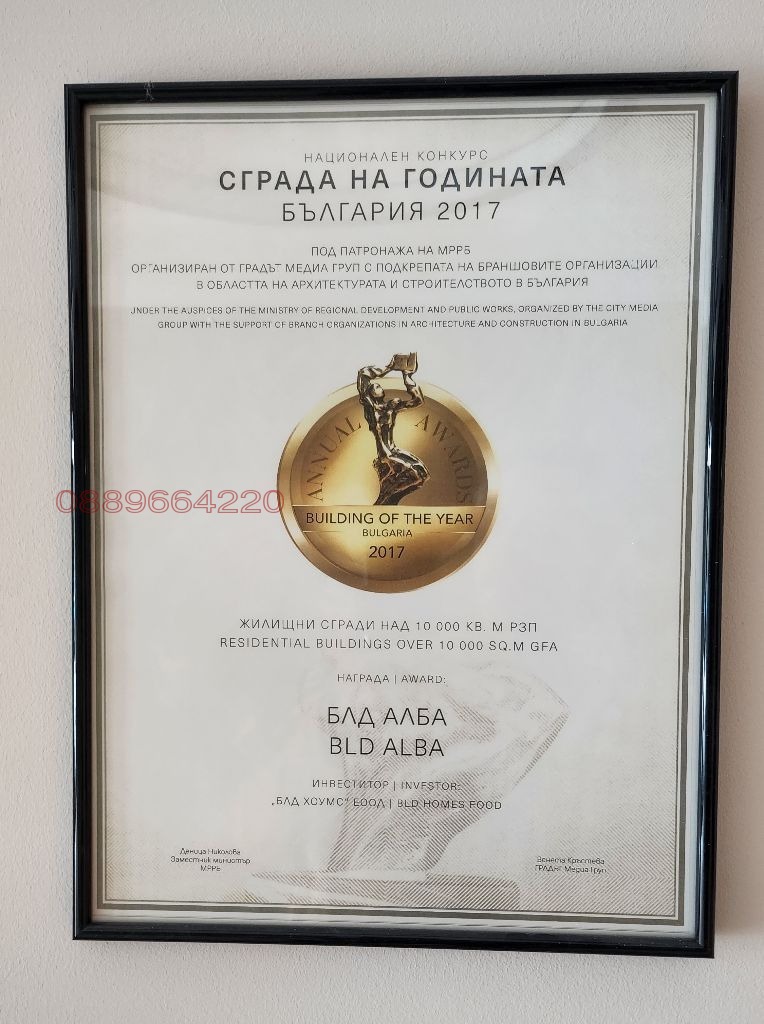 НАЦИОНАЛЕН КОНКУРС
СГРАДА НА ГОДИНАТА
БЪЛГАРИЯ 2017
ПОД ПАТРОНАЖА НА МРРБ
ОРГАНИЗИРАН ОТ ГРАДЪТ МЕДИА ГРУП С ПОДКРЕПАТА НА БРАНШОВИТЕ ОРГАНИЗАЦИИ
В ОБЛАСТТА НА АРХИТЕКТУРАТА И СТРОИТЕЛСТВОТО В БЪЛГАРИЯ
UNDER THE AUSPICES OF THE MINISTRY OF REGIONAL DEVELOPMENT AND PUBLIC WORKS, ORGANIZED BY THE CITY MEDIA
GROUP WITH THE SUPPORT OF BRANCH ORGANIZATIONS IN ARCHITECTURE AND CONSTRUCTION IN BULGARIA
ANNUAL AWARDS
0889664220
BUILDING OF THE YEAR
BULGARIA
2017
ЖИЛИЩНИ СГРАДИ НАД 10 000 КВ. М РЗП
RESIDENTIAL BUILDINGS OVER 10 000 SQ.M GFA
НАГРАДА | AWARD:
БЛД АЛБА
BLD ALBA
ИНВЕСТИТОР | INVESTOR:
„БЛД ХОУМС“ ЕООД | BLD HOMES EOOD
Деница Николова
Заместник министър
МРРБ
Венета Кръстева
ГРАДЪТ Медиа Груп